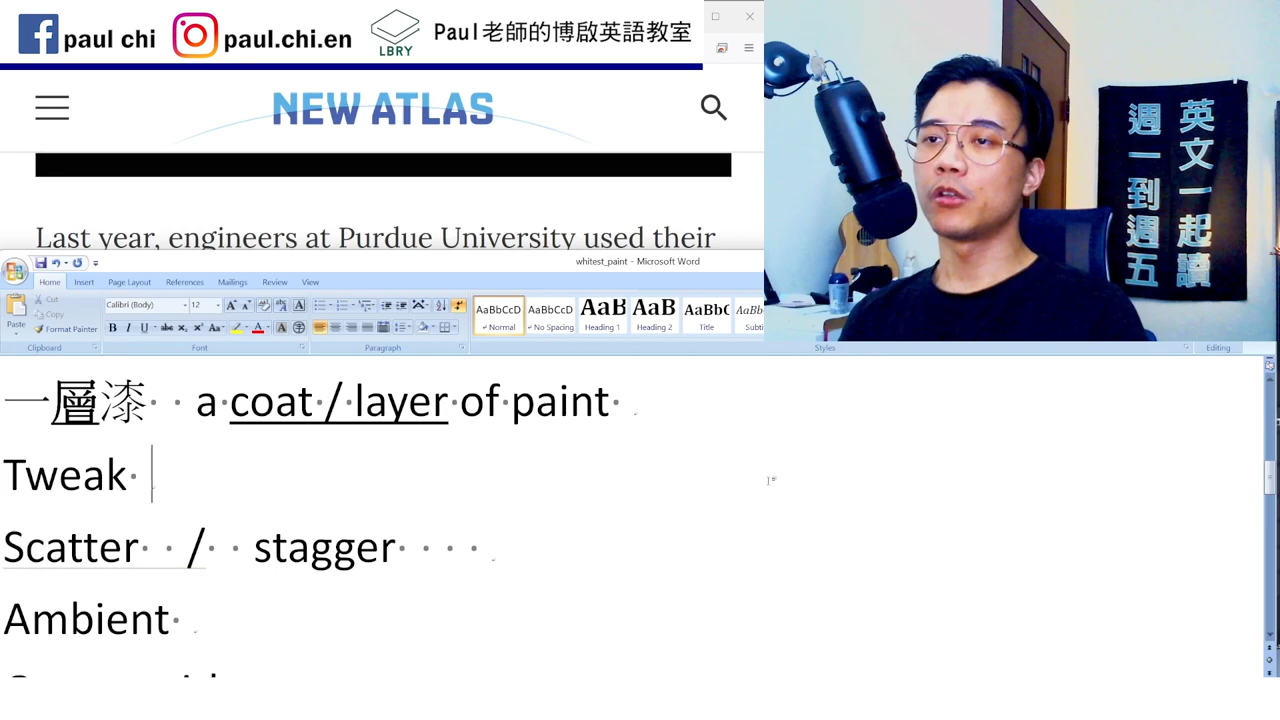 paul chi
paul.chi.en
LBRY
Paul老師的博啟英語教室
NEW ATLAS
Last year, engineers at Purdue University used their
whitest_paint - Microsoft Word
Home Insert Page Layout References Mailings Review View
Paste
Cut
Copy
Format Painter
Calibri (Body) 12
AaBbCcD AaBbCcD AaB AaB AaBbC AaBb
Normal No Spacing Heading 1 Heading 2 Title Subti
Clipboard Font Paragraph Styles Editing
一層漆 a coat / layer of paint
Tweak
Scatter / stagger
Ambient
英文一起讀
週一到週五